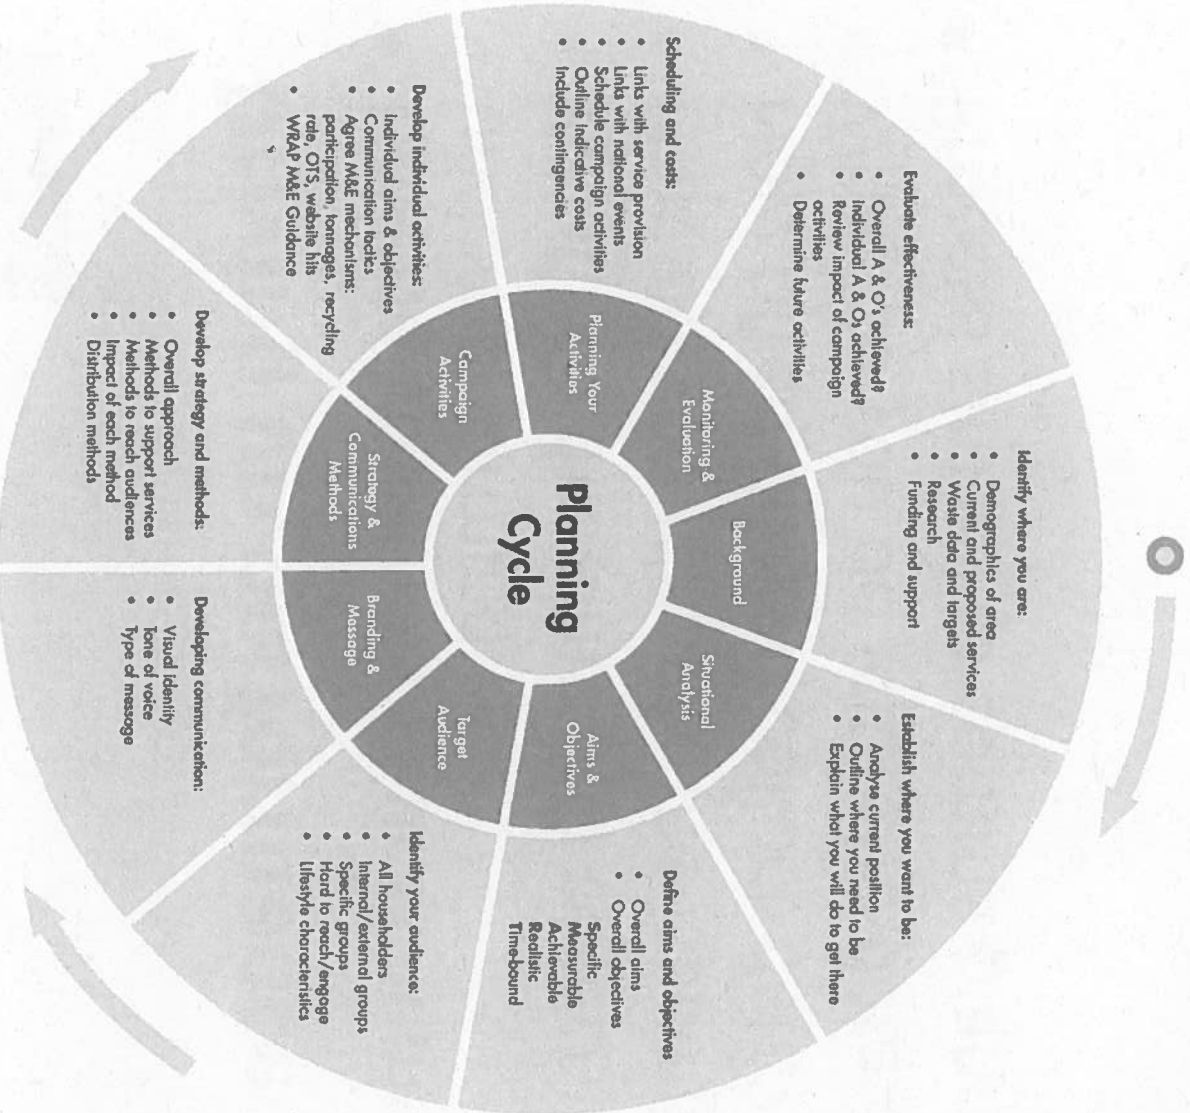 Planning
Cycle
Background
Identify where you are:
• Demographics of area
• Current and proposed services
• Waste data and targets
• Research
• Funding and support
Situational
Analysis
Establish where you want to be:
• Analyse current position
• Outline where you need to be
• Explain what you will do to get there
Aims &
Objectives
Define aims and objectives
• Overall aims
• Overall objectives
Specific
Measurable
Achievable
Realistic
Time-bound
Target
Audience
Identify your audience:
• All householders
• Internal/external groups
• Specific groups
• Hard to reach/engage
• Lifestyle characteristics
Branding &
Message
Developing communication:
• Visual identity
• Tone of voice
• Type of message
Strategy &
Communications
Methods
Develop strategy and methods:
• Overall approach
• Methods to support services
• Methods to reach audiences
• Impact of each method
• Distribution methods
Campaign
Activities
Develop individual activities:
• Individual aims & objectives
• Communication tactics
• Agree M&E mechanisms:
participation, tonnages, recycling
rate, OTS, website hits
• WRAP M&E Guidance
Planning Your
Activities
Scheduling and costs:
• Links with service provision
• Links with national events
• Schedule campaign activities
• Outline indicative costs
• Include contingencies
Monitoring &
Evaluation
Evaluate effectiveness:
• Overall A & O's achieved?
• Individual A & Os achieved?
• Review impact of campaign
activities
• Determine future activities